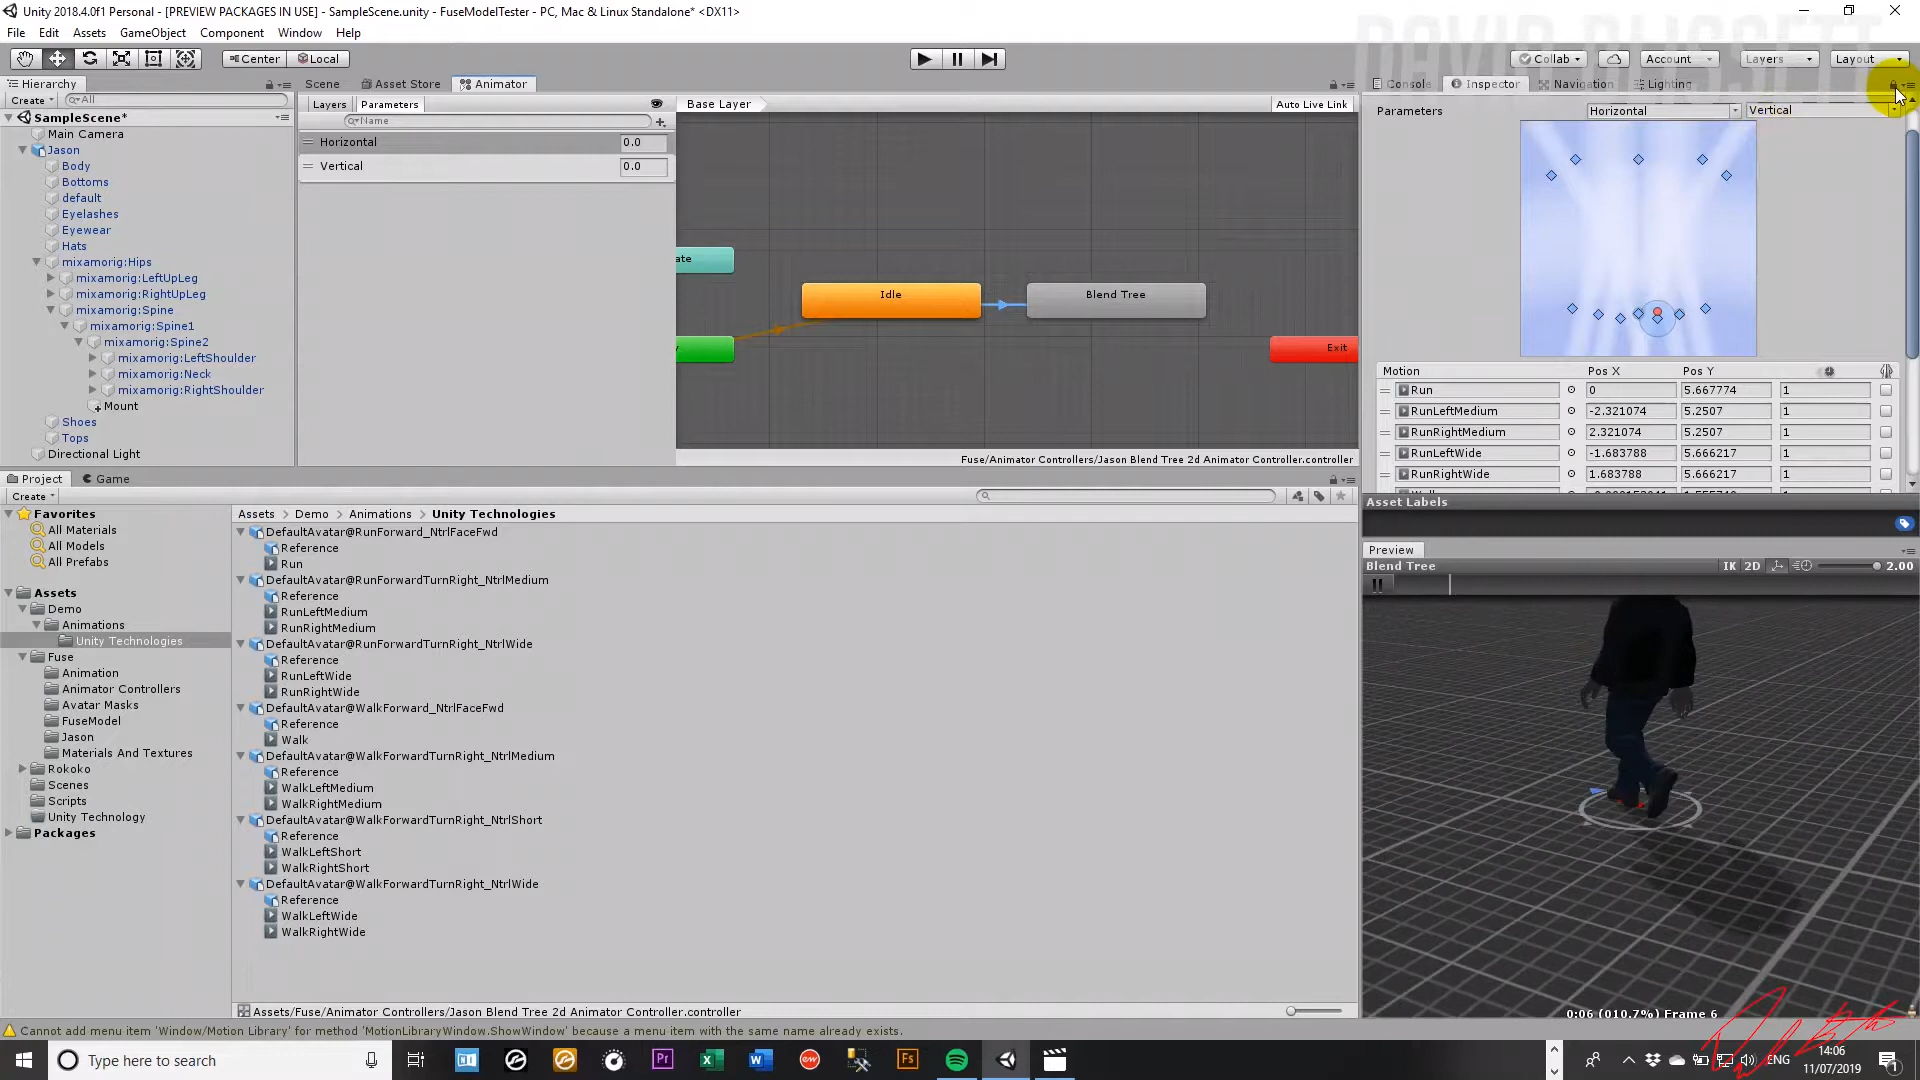 Unity 2018.4.0f1 Personal - [PREVIEW PACKAGES IN USE] - SampleScene.unity - FuseModelTester - PC, Mac & Linux Standalone* <DX11>
File Edit Assets GameObject Component Window Help
Center Local Collab Account Layers Layout
Hierarchy Scene Asset Store Animator Console Inspector Navigation Lighting
Create All Layers Parameters Base Layer Auto Live Link Parameters Horizontal Vertical
SampleScene* Name
Main Camera Horizontal 0.0
Jason
Body Vertical 0.0
Bottoms
default
Eyelashes
Eyewear
Hats
mixamorig:Hips ate
mixamorig:LeftUpLeg
mixamorig:RightUpLeg Idle Blend Tree
mixamorig:Spine
mixamorig:Spine1
mixamorig:Spine2 Exit
mixamorig:LeftShoulder
mixamorig:Neck Motion Pos X Pos Y
mixamorig:RightShoulder Run 0 5.667774 1
Mount RunLeftMedium -2.321074 5.2507 1
Shoes RunRightMedium 2.321074 5.2507 1
Tops
Directional Light RunLeftWide -1.683788 5.666217 1
Fuse/Animator Controllers/Jason Blend Tree 2d Animator Controller.controller
RunRightWide 1.683788 5.666217 1
Project Game
Create Asset Labels
Favorites Assets Demo Animations Unity Technologies
All Materials DefaultAvatar@RunForward_NtrlFaceFwd
All Models Reference Preview
All Prefabs Run Blend Tree IK 2D 2.00
DefaultAvatar@RunForwardTurnRight_NtrlMedium
Assets Reference
Demo RunLeftMedium
Animations RunRightMedium
Unity Technologies DefaultAvatar@RunForwardTurnRight_NtrlWide
Fuse Reference
Animation RunLeftWide
Animator Controllers RunRightWide
Avatar Masks DefaultAvatar@WalkForward_NtrlFaceFwd
FuseModel Reference
Jason Walk
Materials And Textures DefaultAvatar@WalkForwardTurnRight_NtrlMedium
Rokoko Reference
Scenes WalkLeftMedium
Scripts WalkRightMedium
Unity Technology DefaultAvatar@WalkForwardTurnRight_NtrlShort
Packages Reference
WalkLeftShort
WalkRightShort
DefaultAvatar@WalkForwardTurnRight_NtrlWide
Reference
WalkLeftWide
WalkRightWide
Assets/Fuse/Animator Controllers/Jason Blend Tree 2d Animator Controller.controller
0:06 (010.7%) Frame 6
Cannot add menu item 'Window/Motion Library' for method 'MotionLibraryWindow.ShowWindow' because a menu item with the same name already exists.
Type here to search
ENG
14:06
11/07/2019